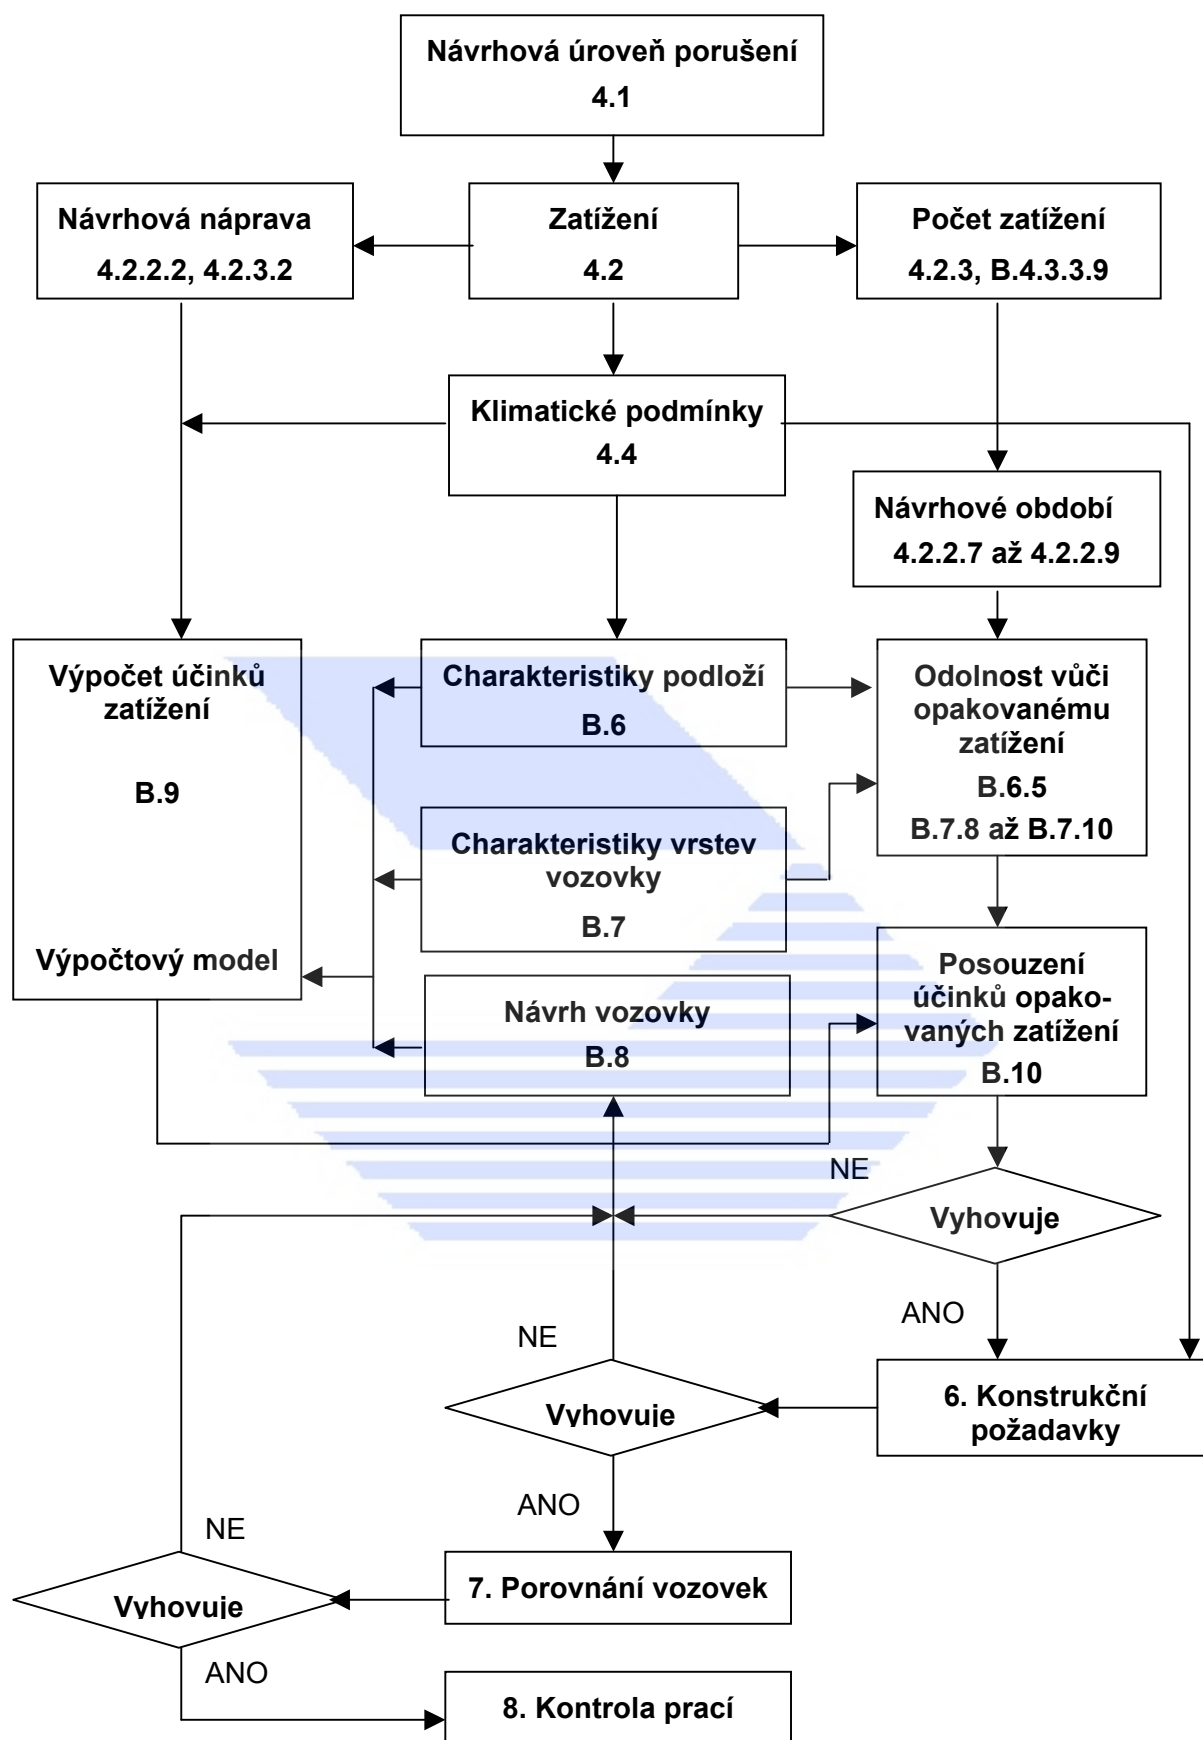 Návrhová úroveň porušení
4.1
Návrhová náprava
4.2.2.2, 4.2.3.2
Zatížení
4.2
Počet zatížení
4.2.3, B.4.3.3.9
Klimatické podmínky
4.4
Návrhové období
4.2.2.7 až 4.2.2.9
Výpočet účinků
zatížení
B.9
Výpočtový model
Charakteristiky podloží
B.6
Odolnost vůči
opakovanému
zatížení
B.6.5
B.7.8 až B.7.10
Charakteristiky vrstev
vozovky
B.7
Návrh vozovky
B.8
Posouzení
účinků opako-
vaných zatížení
B.10
NE
Vyhovuje
ANO
6. Konstrukční
požadavky
NE
Vyhovuje
ANO
7. Porovnání vozovek
NE
Vyhovuje
ANO
8. Kontrola prací